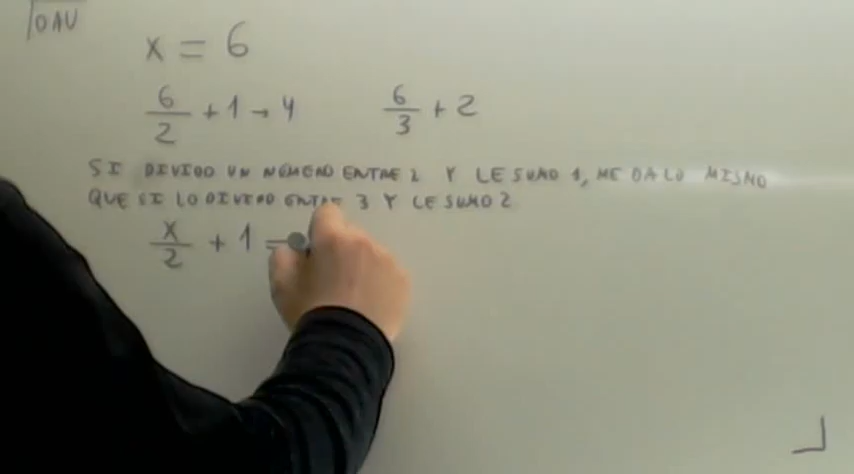 x = 6
6/2 + 1 → 4    6/3 + 2
SI DIVIDO UN NÚMERO ENTRE 2 Y LE SUMO 1, ME DA LO MISMO
QUE SI LO DIVIDO ENTRE 3 Y LE SUMO 2
x/2 + 1 =